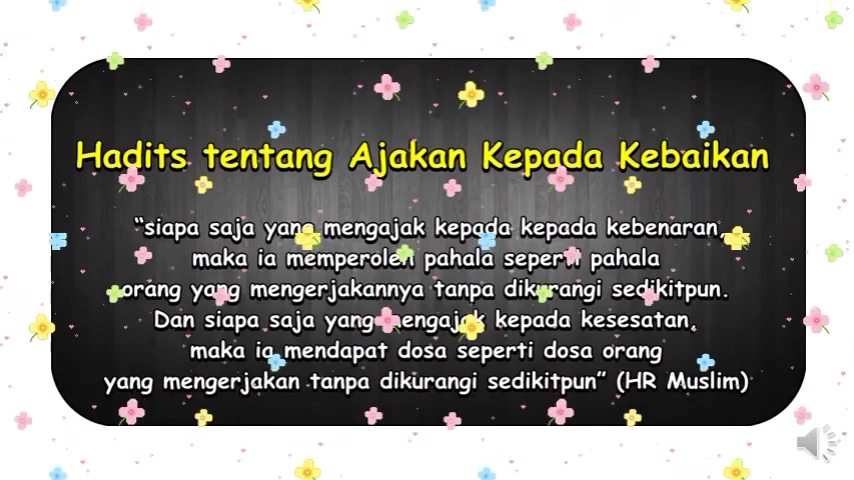 Hadits tentang Ajakan Kepada Kebaikan
“siapa saja yang mengajak kepada kepada kebenaran,
maka ia memperoleh pahala seperti pahala
orang yang mengerjakannya tanpa dikurangi sedikitpun.
Dan siapa saja yang mengajak kepada kesesatan,
maka ia mendapat dosa seperti dosa orang
yang mengerjakan tanpa dikurangi sedikitpun” (HR Muslim)